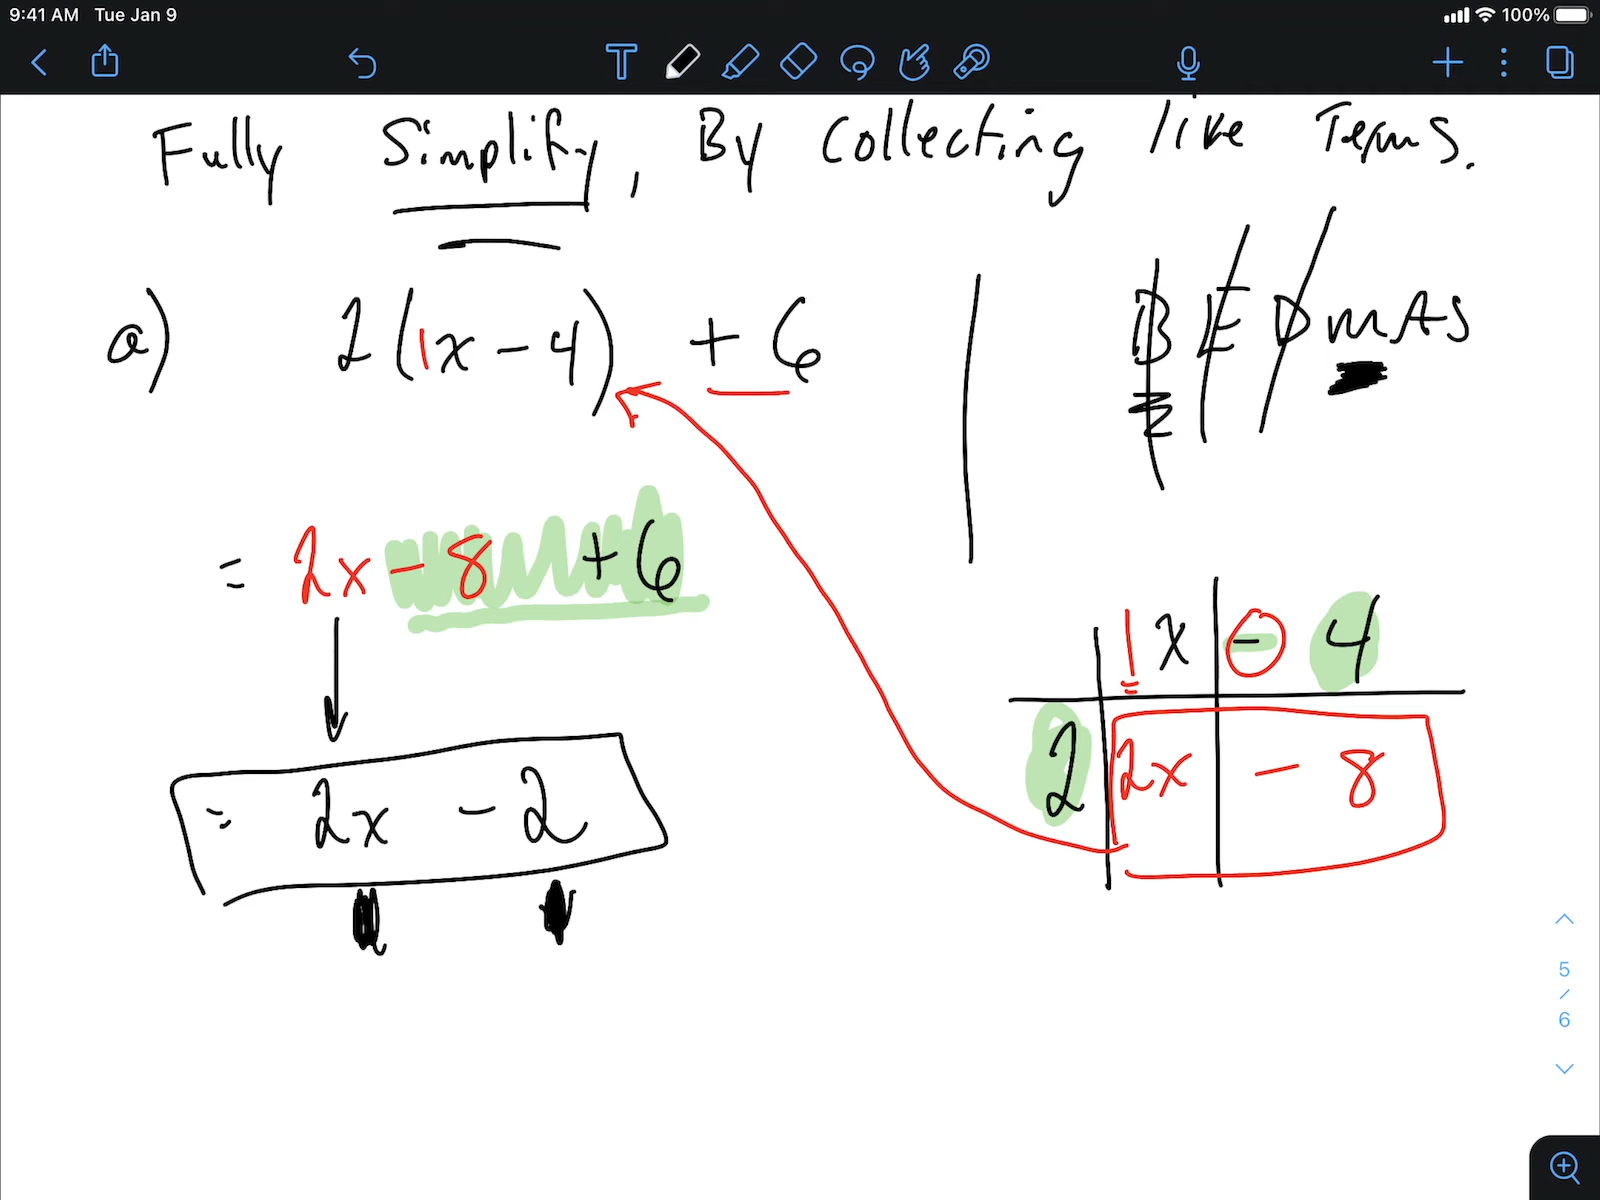 9:41 AM Tue Jan 9
100%
Fully Simplify, By Collecting like Terms.
a) 2(1x - 4) + 6
BEDMAS
= 2x - 8 + 6
1x - 4
2 2x - 8
= 2x - 2
5
/
6